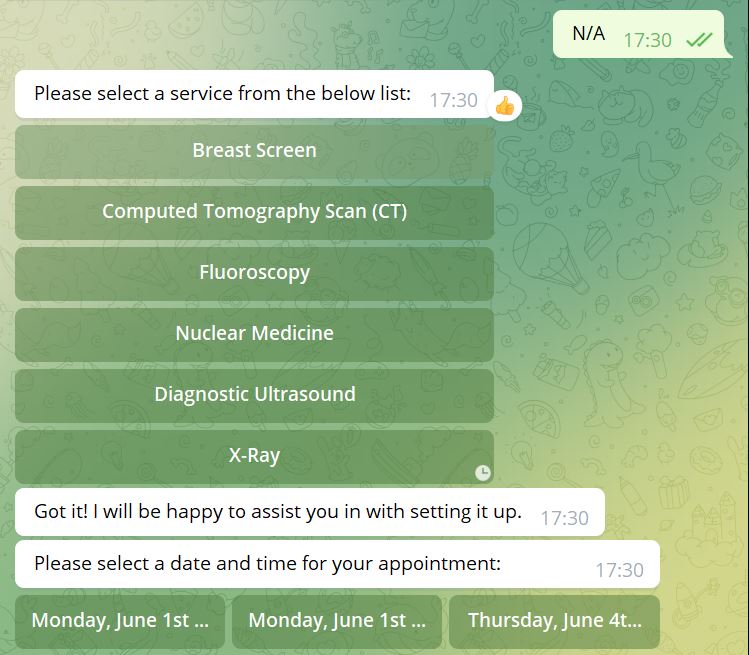 N/A 17:30
Please select a service from the below list: 17:30
Breast Screen
Computed Tomography Scan (CT)
Fluoroscopy
Nuclear Medicine
Diagnostic Ultrasound
X-Ray
Got it! I will be happy to assist you in with setting it up. 17:30
Please select a date and time for your appointment: 17:30
Monday, June 1st ... Monday, June 1st ... Thursday, June 4t...